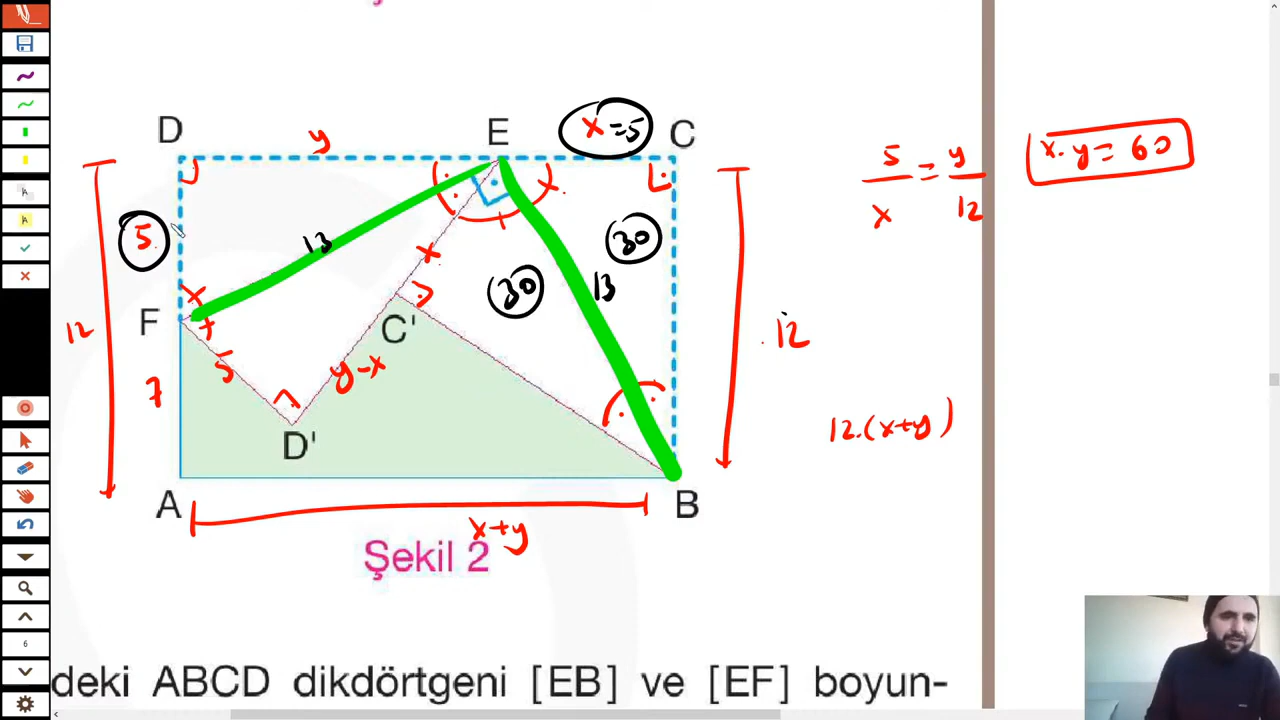 D
y
E
x = 5
C
5
13
x
30
30
13
12
F
x
x
5
C'
y-x
7
D'
12
A
B
x+y
Şekil 2
5/x = y/12
x.y = 60
12.(x+y)
6
deki ABCD dikdörtgeni [EB] ve [EF] boyun-